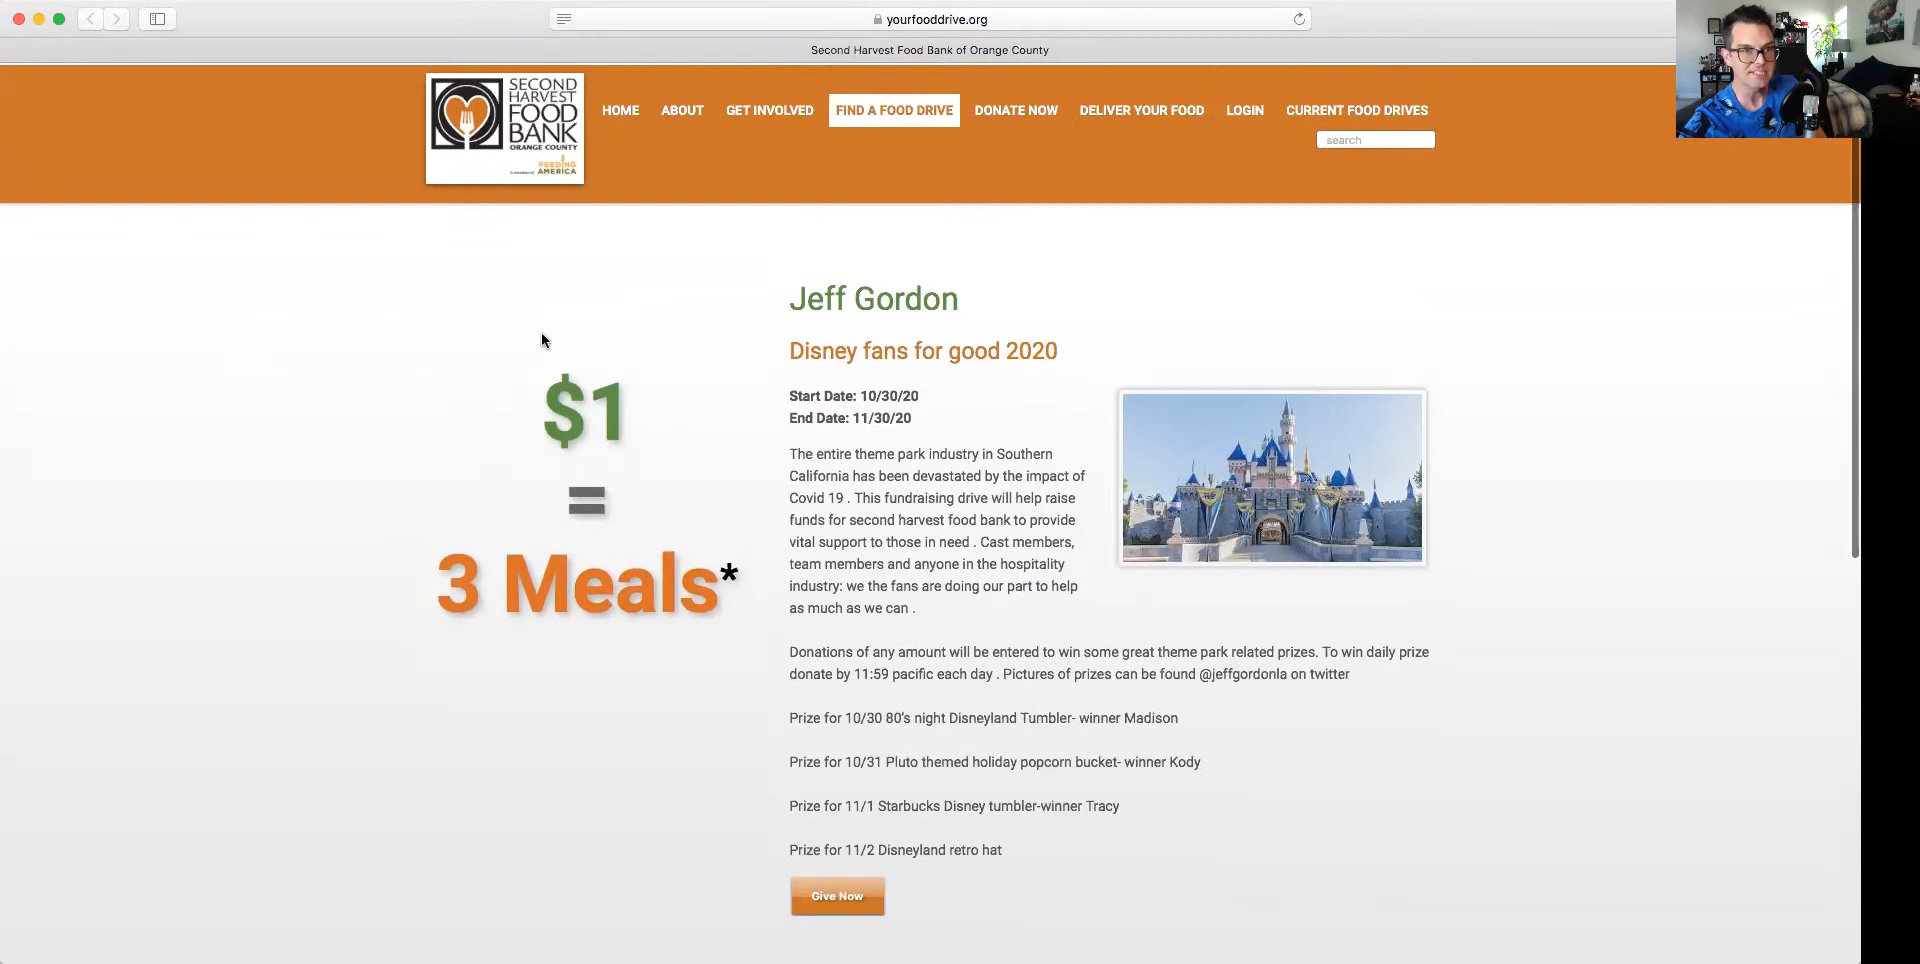 yourfooddrive.org
Second Harvest Food Bank of Orange County
SECOND
HARVEST
FOOD
BANK
ORANGE COUNTY
FEEDING
AMERICA
HOME ABOUT GET INVOLVED FIND A FOOD DRIVE DONATE NOW DELIVER YOUR FOOD LOGIN CURRENT FOOD DRIVES
search
$1
=
3 Meals*
Jeff Gordon
Disney fans for good 2020
Start Date: 10/30/20
End Date: 11/30/20
The entire theme park industry in Southern
California has been devastated by the impact of
Covid 19 . This fundraising drive will help raise
funds for second harvest food bank to provide
vital support to those in need . Cast members,
team members and anyone in the hospitality
industry: we the fans are doing our part to help
as much as we can .
Donations of any amount will be entered to win some great theme park related prizes. To win daily prize
donate by 11:59 pacific each day . Pictures of prizes can be found @jeffgordonla on twitter
Prize for 10/30 80's night Disneyland Tumbler- winner Madison
Prize for 10/31 Pluto themed holiday popcorn bucket- winner Kody
Prize for 11/1 Starbucks Disney tumbler-winner Tracy
Prize for 11/2 Disneyland retro hat
Give Now